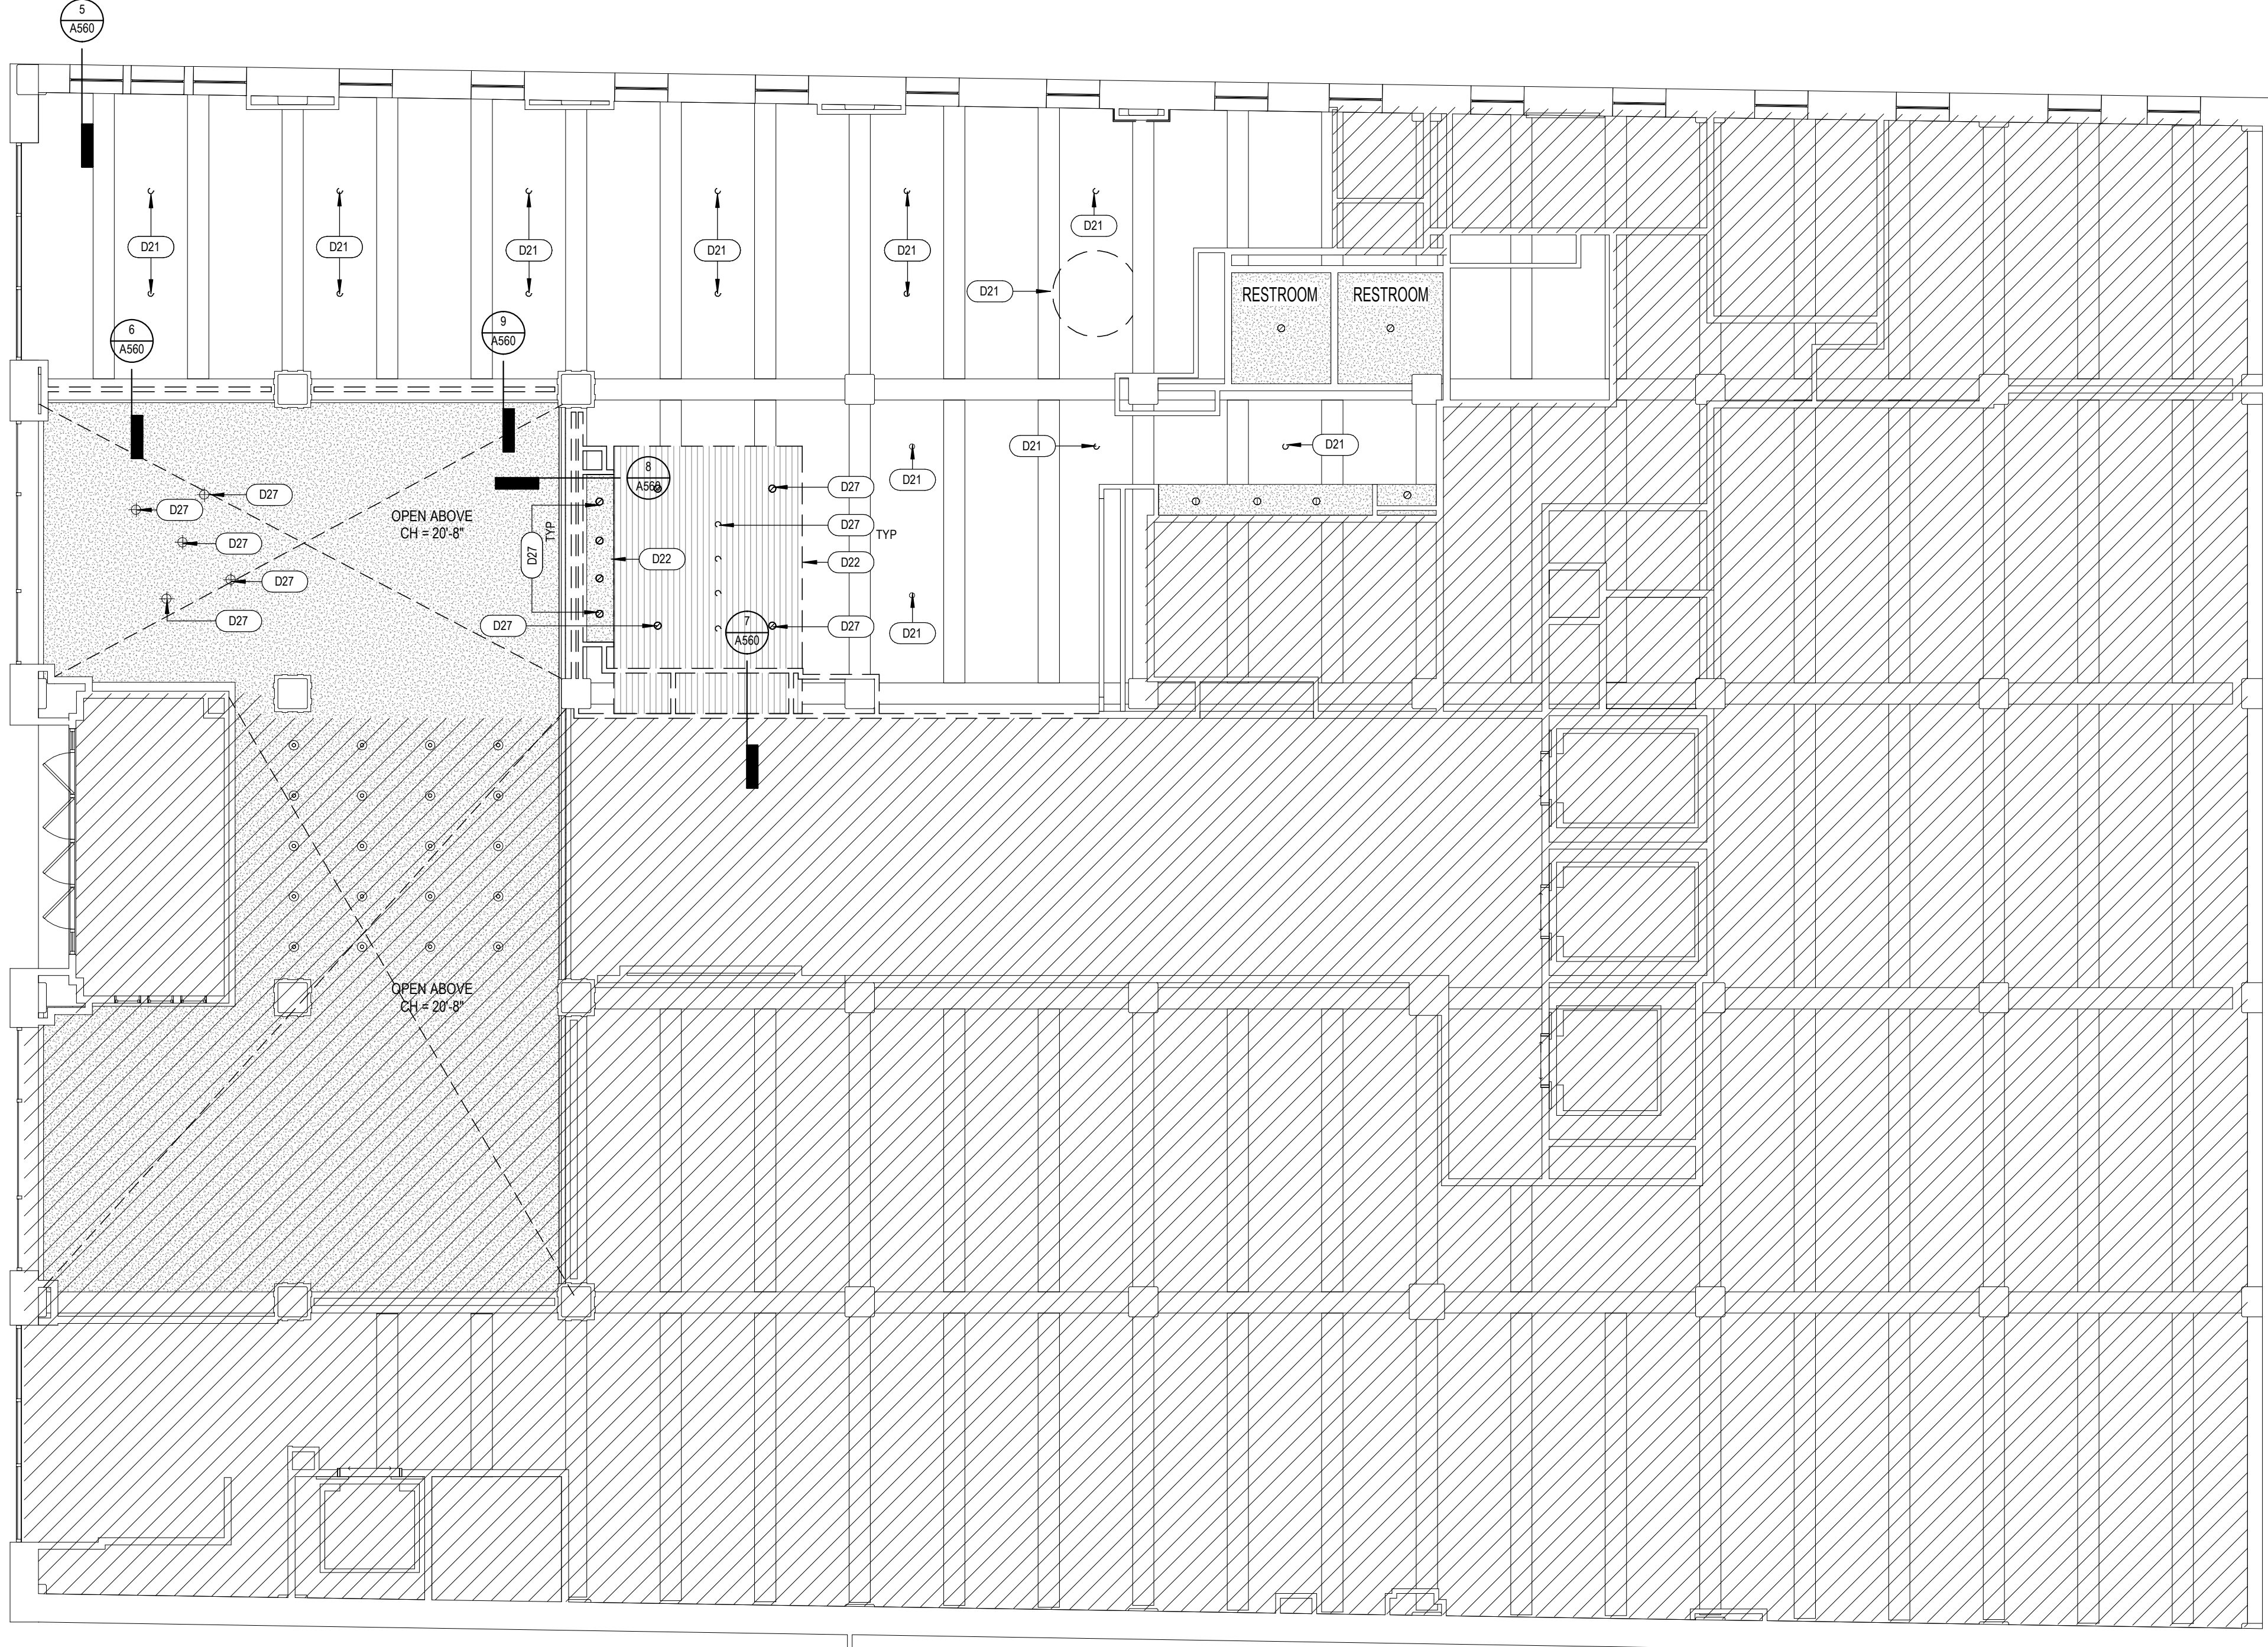 5
A560
D21
D21
D21
D21
D21
D21
D21
RESTROOM
RESTROOM
6
A560
9
A560
D21
D21
D21
8
A560
D27
D27
D27
D27
D27
OPEN ABOVE
CH = 20'-8"
D27
TYP
D22
D27
D27
TYP
D22
D27
D27
D27
D21
7
A560
OPEN ABOVE
CH = 20'-8"